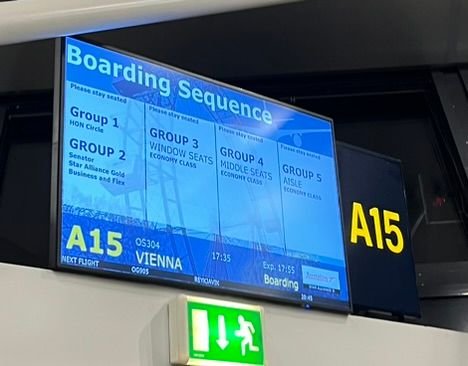 Boarding Sequence
Please stay seated
Group 1
HON Circle
GROUP 2
Senator
Star Alliance Gold
Business and Flex
Please stay seated
GROUP 3
WINDOW SEATS
ECONOMY CLASS
Please stay seated
GROUP 4
MIDDLE SEATS
ECONOMY CLASS
Please stay seated
GROUP 5
AISLE
ECONOMY CLASS
A15
OS304
VIENNA
17:35
Exp. 17:55
Boarding
NEXT FLIGHT
OG905
REYKJAVIK
20:45
A15